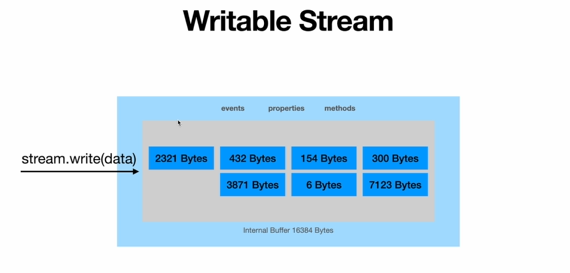 Writable Stream
events properties methods
stream.write(data)
2321 Bytes 432 Bytes 154 Bytes 300 Bytes
3871 Bytes 6 Bytes 7123 Bytes
Internal Buffer 16384 Bytes